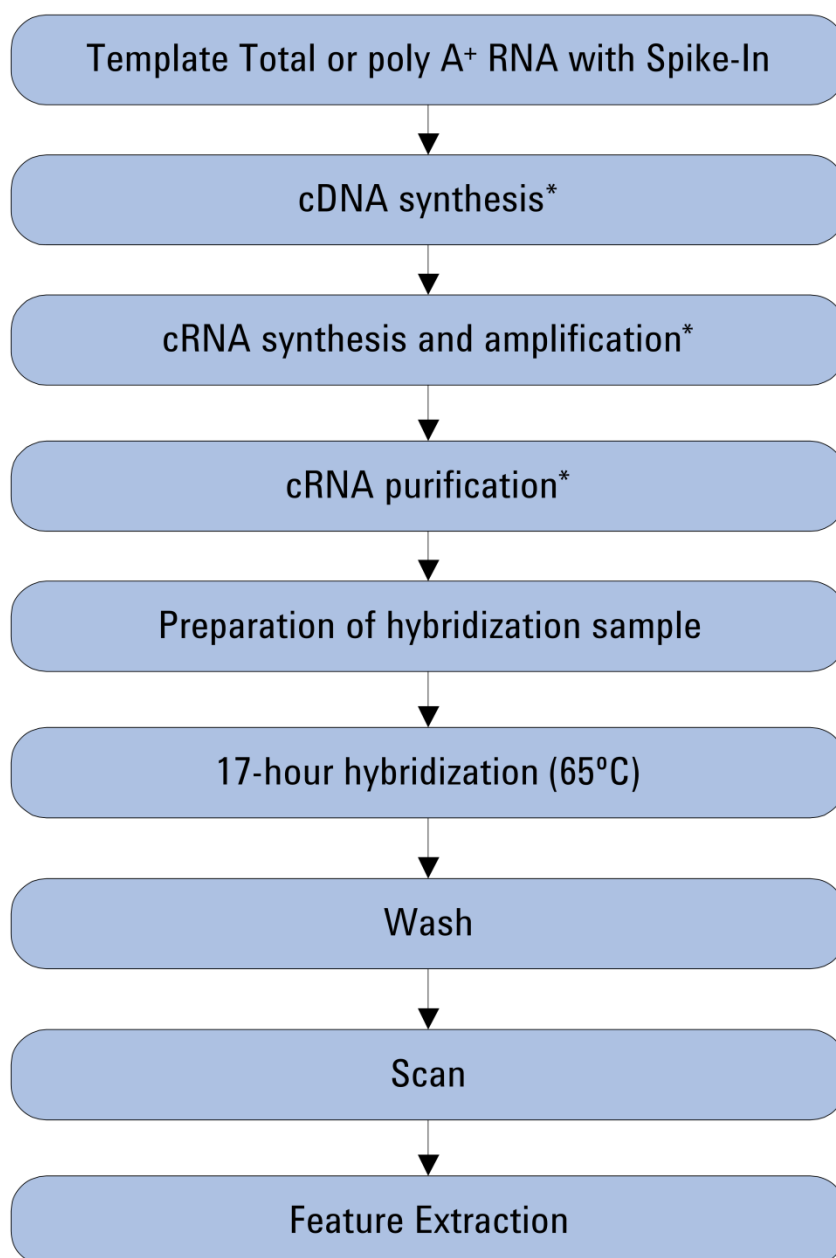 Template Total or poly A⁺ RNA with Spike-In
cDNA synthesis*
cRNA synthesis and amplification*
cRNA purification*
Preparation of hybridization sample
17-hour hybridization (65ºC)
Wash
Scan
Feature Extraction